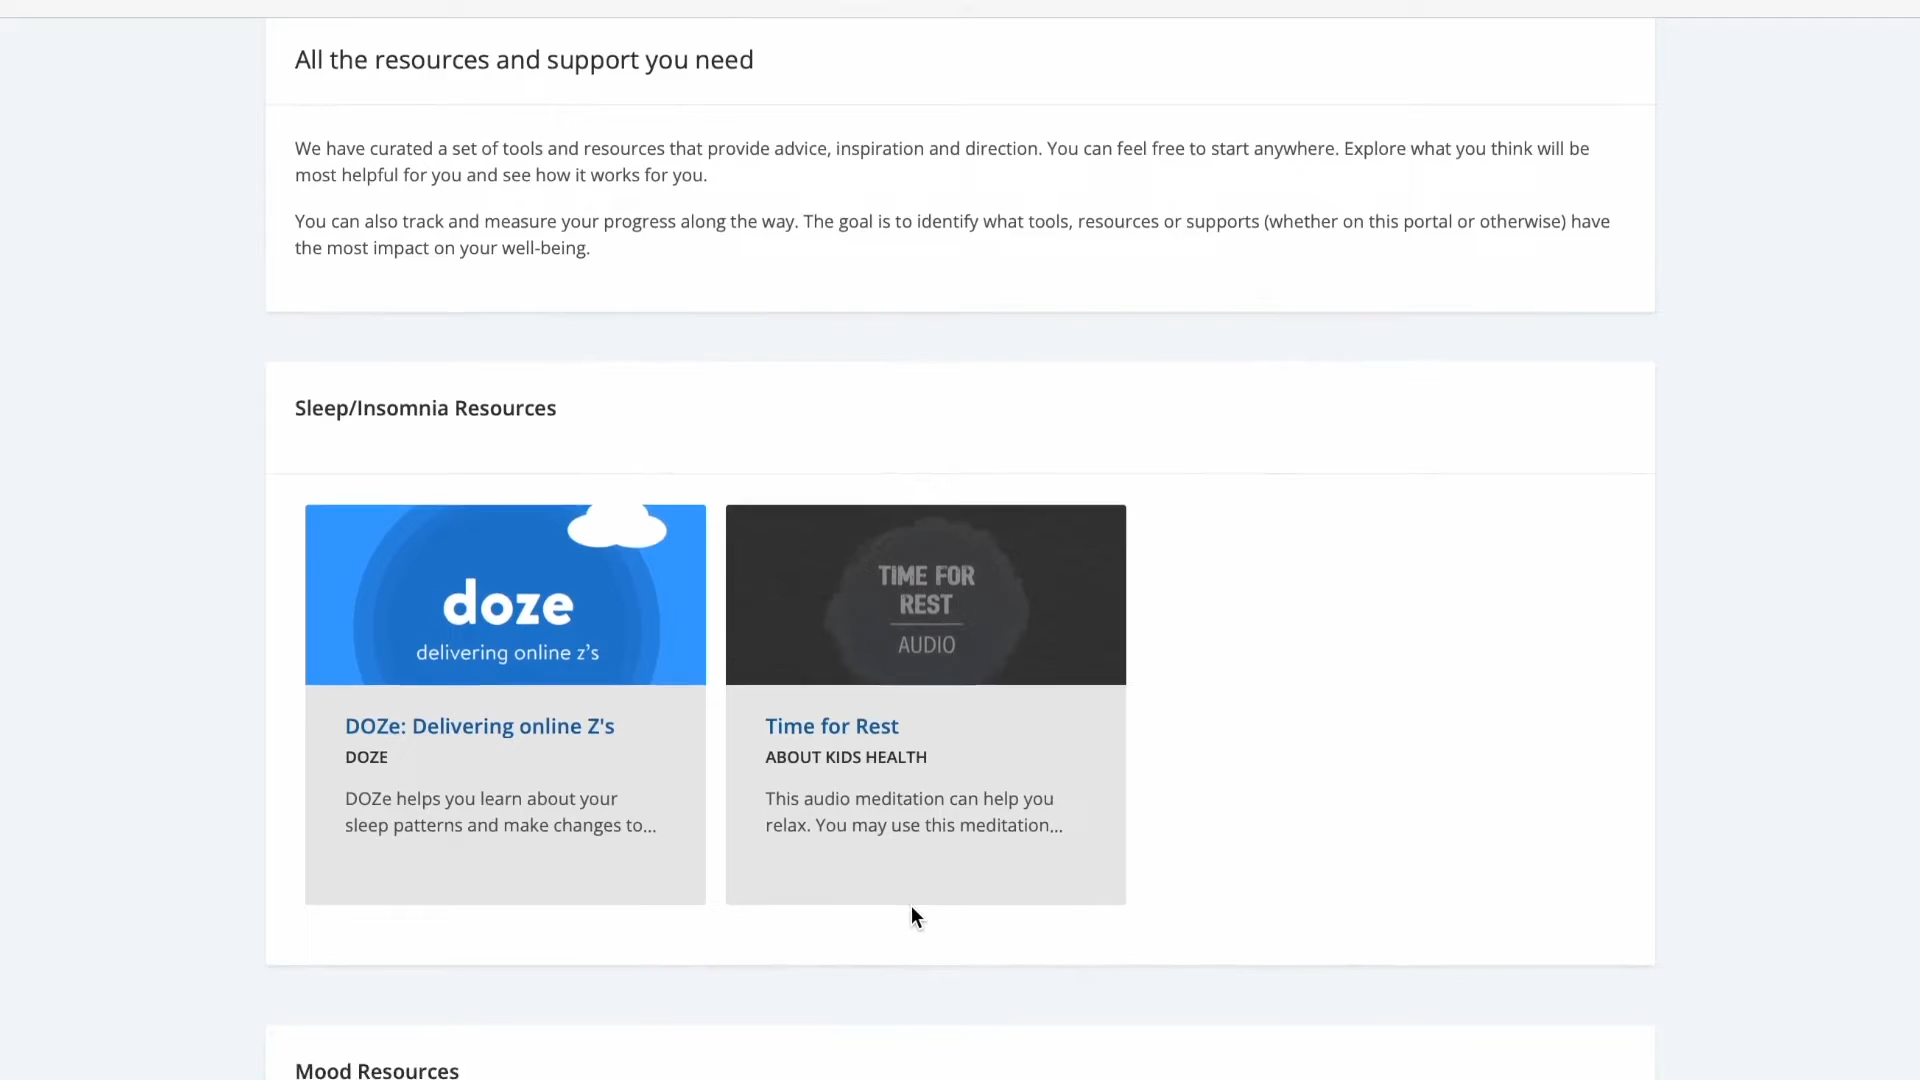 All the resources and support you need
We have curated a set of tools and resources that provide advice, inspiration and direction. You can feel free to start anywhere. Explore what you think will be
most helpful for you and see how it works for you.
You can also track and measure your progress along the way. The goal is to identify what tools, resources or supports (whether on this portal or otherwise) have
the most impact on your well-being.
Sleep/Insomnia Resources
doze
delivering online z's
DOZe: Delivering online Z's
DOZE
DOZe helps you learn about your
sleep patterns and make changes to...
TIME FOR
REST
AUDIO
Time for Rest
ABOUT KIDS HEALTH
This audio meditation can help you
relax. You may use this meditation...
Mood Resources